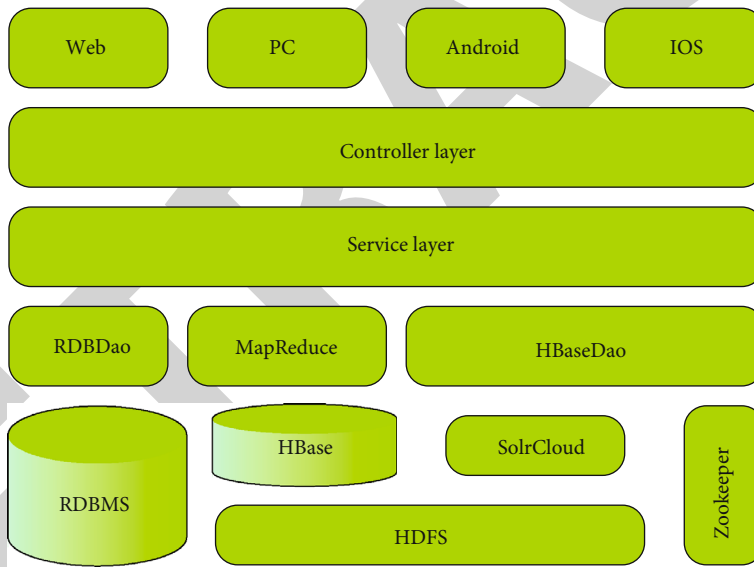 Web
PC
Android
IOS
Controller layer
Service layer
RDBDao
MapReduce
HBaseDao
RDBMS
HBase
SolrCloud
HDFS
Zookeeper